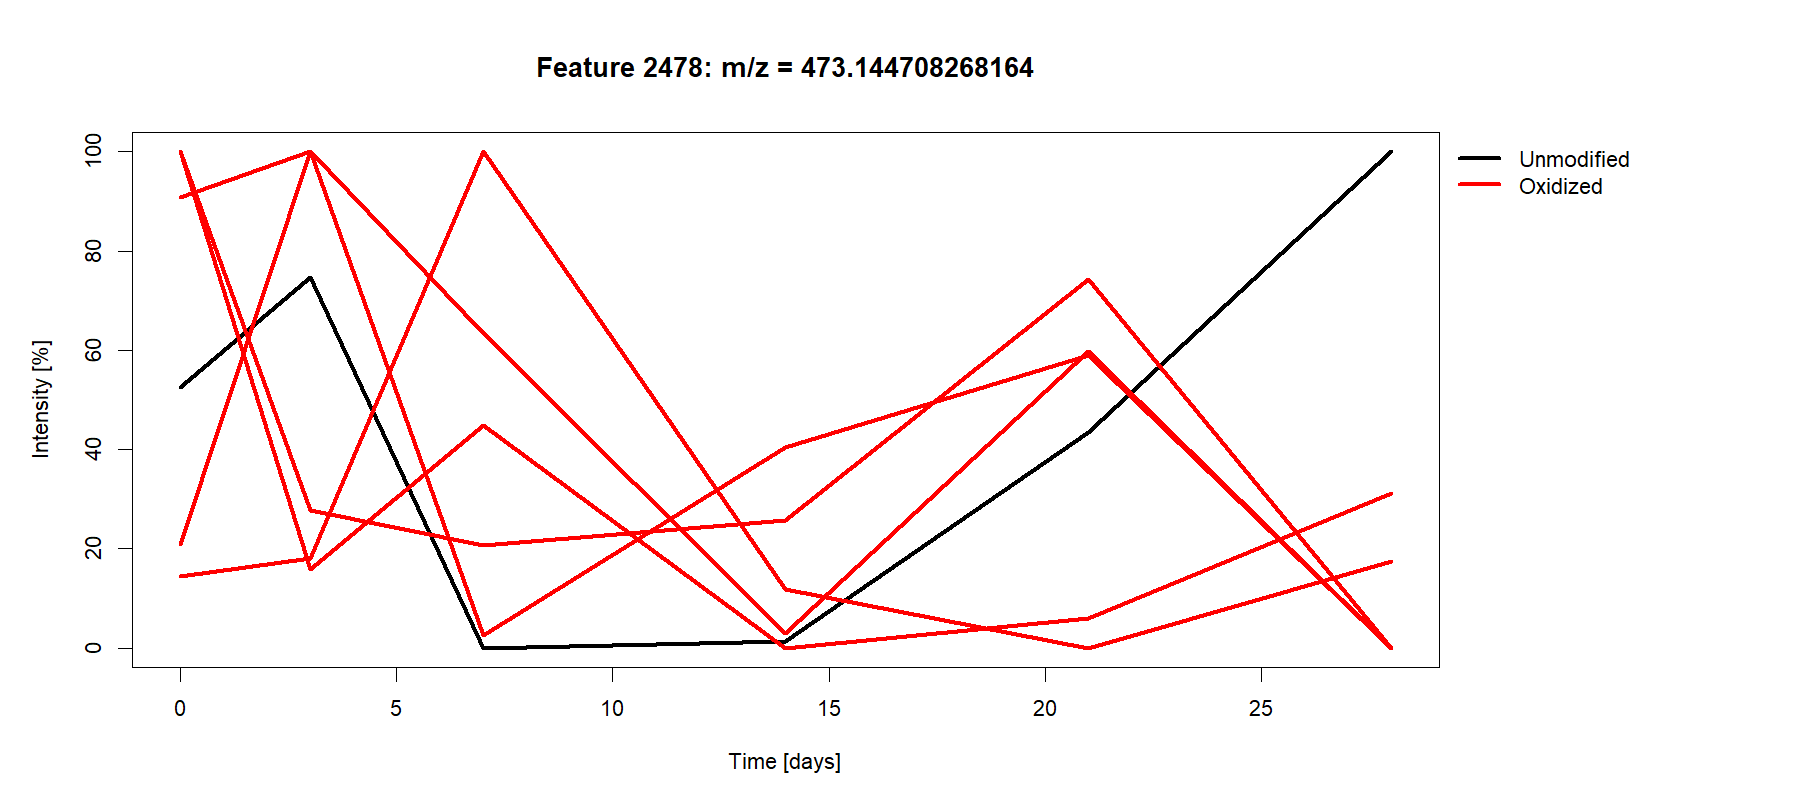 Feature 2478: m/z = 473.144708268164
Unmodified
Oxidized
Intensity [%]
100
80
60
40
20
0
0 5 10 15 20 25
Time [days]